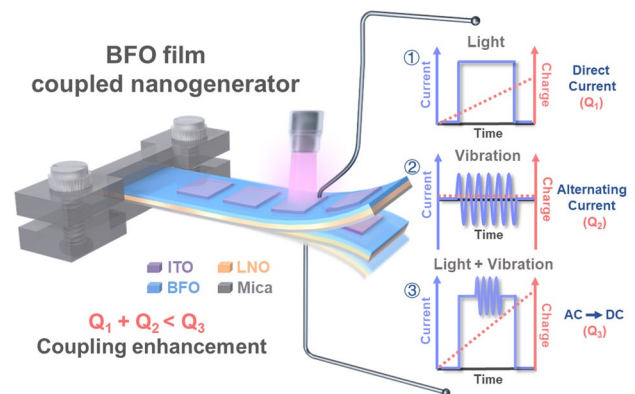 BFO film
coupled nanogenerator
ITO
LNO
BFO
Mica
Q₁ + Q₂ < Q₃
Coupling enhancement
①
Light
Current
Charge
Time
Direct
Current
(Q₁)
②
Vibration
Current
Charge
Time
Alternating
Current
(Q₂)
Light + Vibration
③
Current
Charge
Time
AC → DC
(Q₃)